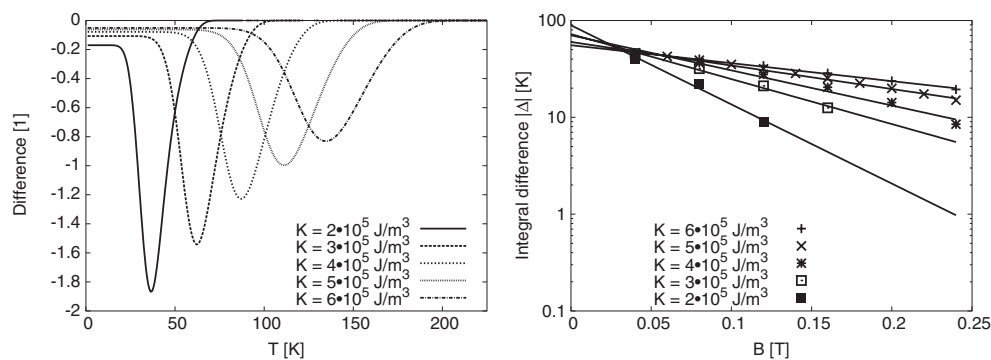 0
-0.2
-0.4
-0.6
-0.8
-1
-1.2
-1.4
-1.6
-1.8
-2
Difference [1]
K = 2•10^5 J/m^3
K = 3•10^5 J/m^3
K = 4•10^5 J/m^3
K = 5•10^5 J/m^3
K = 6•10^5 J/m^3
0 50 100 150 200
T [K]
100
10
1
0.1
Integral difference |Δ| [K]
K = 6•10^5 J/m^3
K = 5•10^5 J/m^3
K = 4•10^5 J/m^3
K = 3•10^5 J/m^3
K = 2•10^5 J/m^3
0 0.05 0.1 0.15 0.2 0.25
B [T]